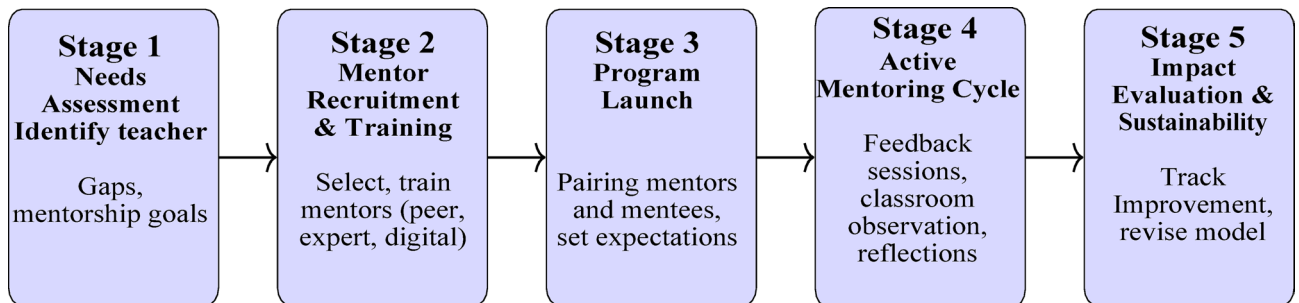 Stage 1
Needs
Assessment
Identify teacher
Gaps,
mentorship goals
Stage 2
Mentor
Recruitment
& Training
Select, train
mentors (peer,
expert, digital)
Stage 3
Program
Launch
Pairing mentors
and mentees,
set expectations
Stage 4
Active
Mentoring Cycle
Feedback
sessions,
classroom
observation,
reflections
Stage 5
Impact
Evaluation &
Sustainability
Track
Improvement,
revise model